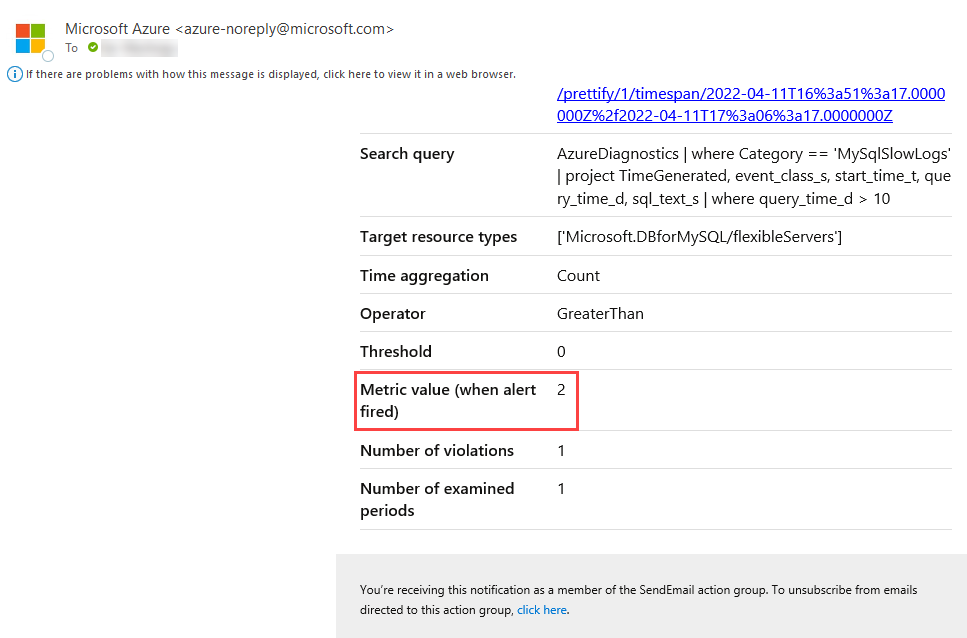 Microsoft Azure <azure-noreply@microsoft.com>
To
If there are problems with how this message is displayed, click here to view it in a web browser.
/prettify/1/timespan/2022-04-11T16%3a51%3a17.0000
000Z%2f2022-04-11T17%3a06%3a17.0000000Z
Search query
AzureDiagnostics | where Category == 'MySqlSlowLogs'
| project TimeGenerated, event_class_s, start_time_t, que
ry_time_d, sql_text_s | where query_time_d > 10
Target resource types
['Microsoft.DBforMySQL/flexibleServers']
Time aggregation
Count
Operator
GreaterThan
Threshold
0
Metric value (when alert
fired)
2
Number of violations
1
Number of examined
periods
1
You're receiving this notification as a member of the SendEmail action group. To unsubscribe from emails
directed to this action group, click here.